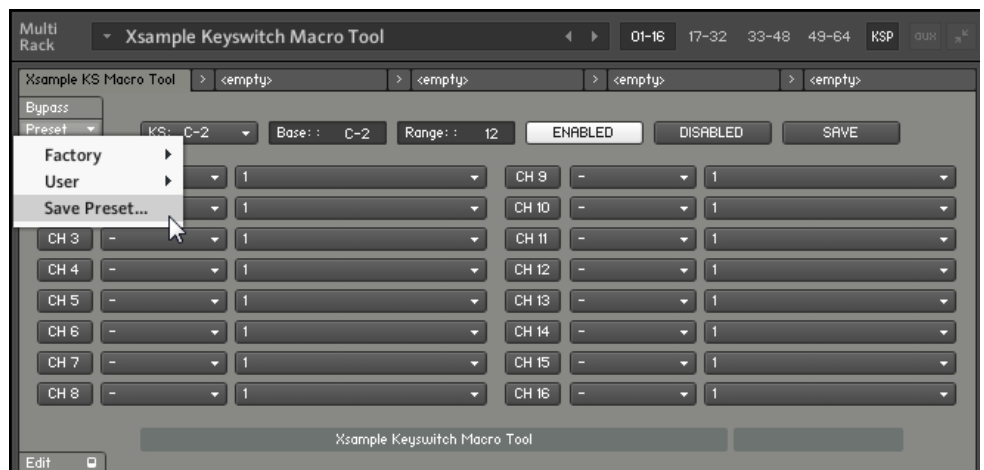 Multi
Rack
Xsample Keyswitch Macro Tool
01-16 17-32 33-48 49-64 KSP aux
Xsample KS Macro Tool > <empty> > <empty> > <empty> > <empty>
Bypass
Preset
KS: C-2 Base: : C-2 Range: : 12 ENABLED DISABLED SAVE
Factory
User
Save Preset...
- 1 CH 9 - 1
- 1 CH 10 - 1
CH 3 - 1 CH 11 - 1
CH 4 - 1 CH 12 - 1
CH 5 - 1 CH 13 - 1
CH 6 - 1 CH 14 - 1
CH 7 - 1 CH 15 - 1
CH 8 - 1 CH 16 - 1
Xsample Keyswitch Macro Tool
Edit